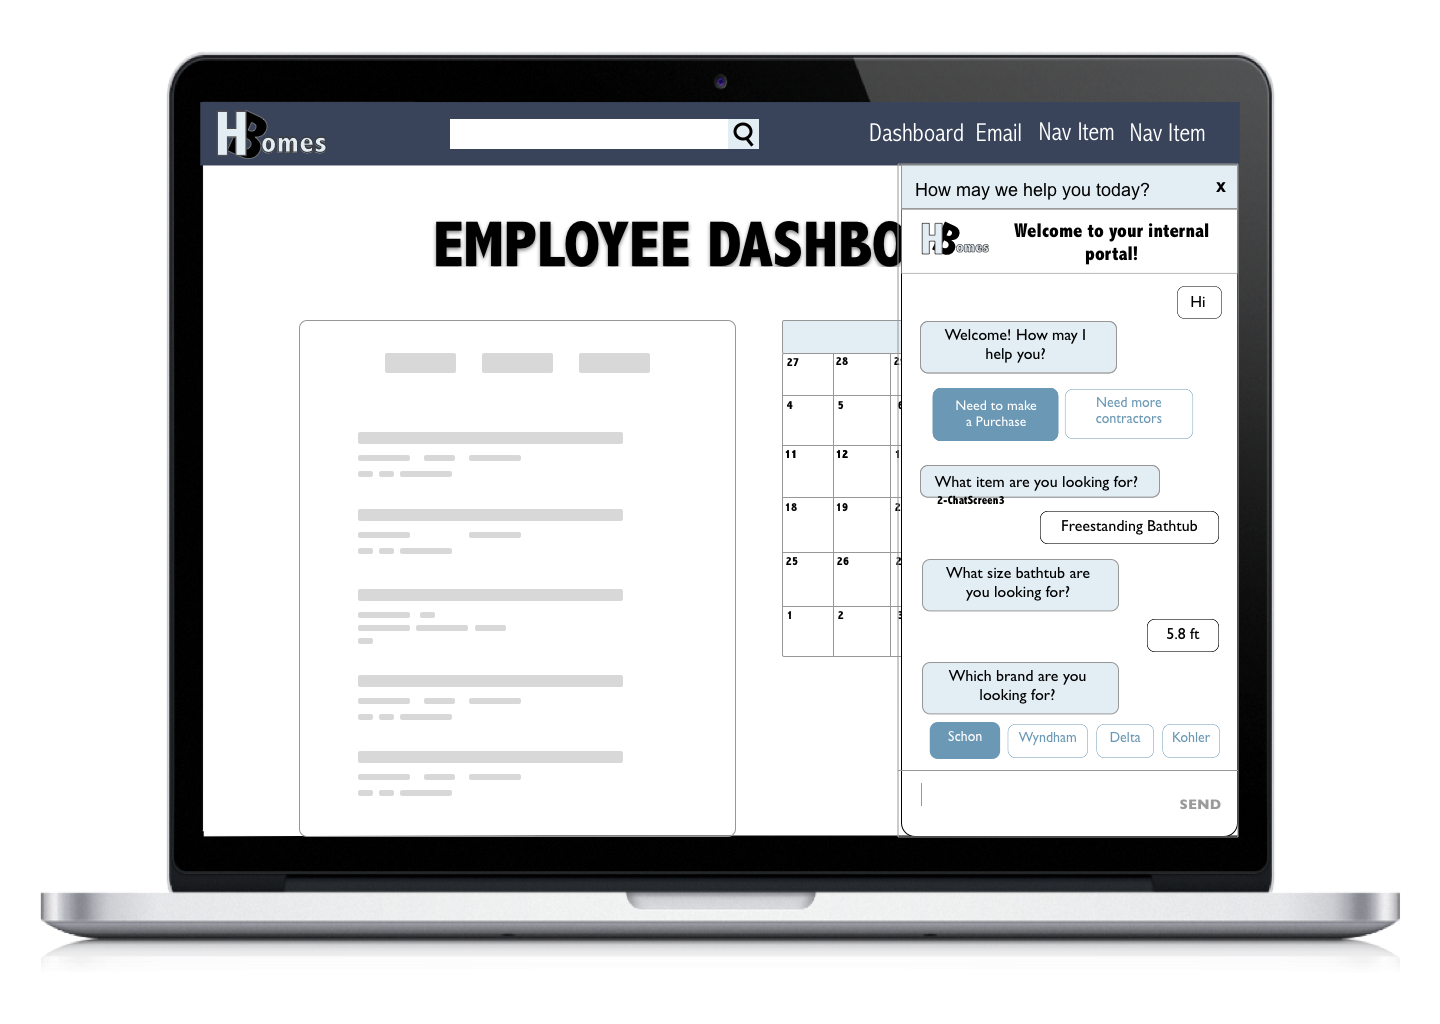 HBomes
Dashboard Email Nav Item Nav Item
EMPLOYEE DASHBO
27 28 2
4 5 6
11 12 1
18 19 2
25 26 2
1 2 3
How may we help you today? x
HBomes
Welcome to your internal
portal!
Hi
Welcome! How may I
help you?
Need to make
a Purchase
Need more
contractors
What item are you looking for?
2-ChatScreen3
Freestanding Bathtub
What size bathtub are
you looking for?
5.8 ft
Which brand are you
looking for?
Schon Wyndham Delta Kohler
SEND